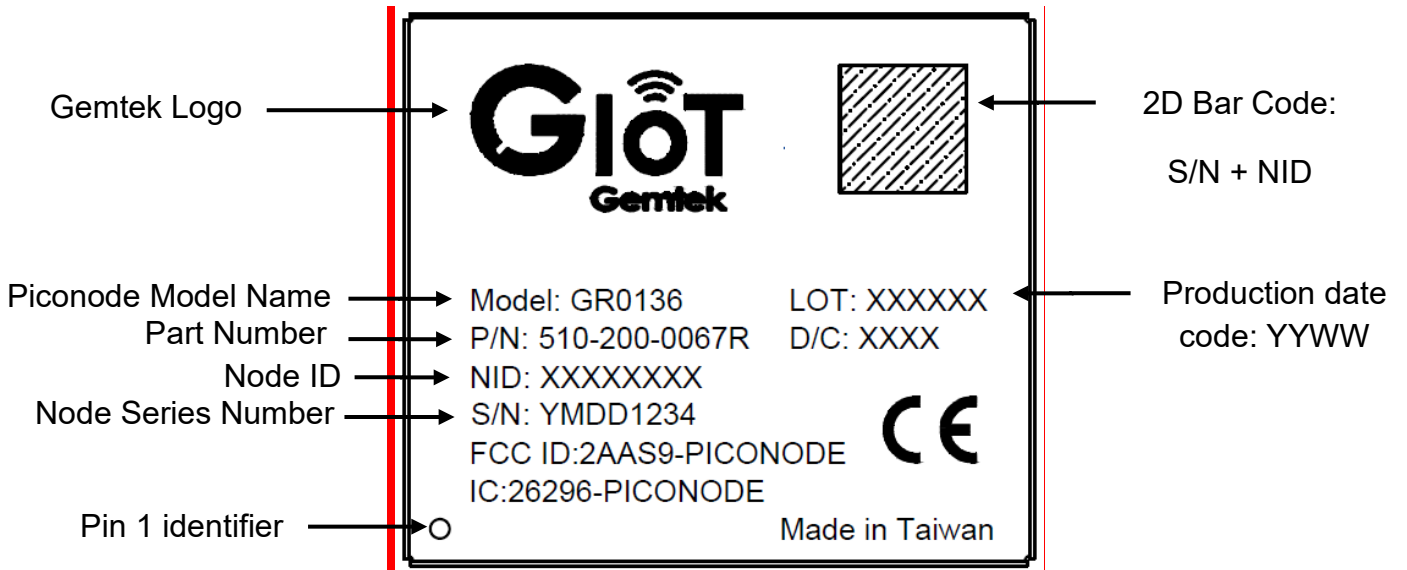 Gemtek Logo
GIOT
Gemtek
2D Bar Code:
S/N + NID
Piconode Model Name
Part Number
Node ID
Node Series Number
Pin 1 identifier
Model: GR0136
P/N: 510-200-0067R
NID: XXXXXXXX
S/N: YMDD1234
FCC ID:2AAS9-PICONODE
IC:26296-PICONODE
LOT: XXXXXX
D/C: XXXX
CE
Made in Taiwan
Production date
code: YYWW